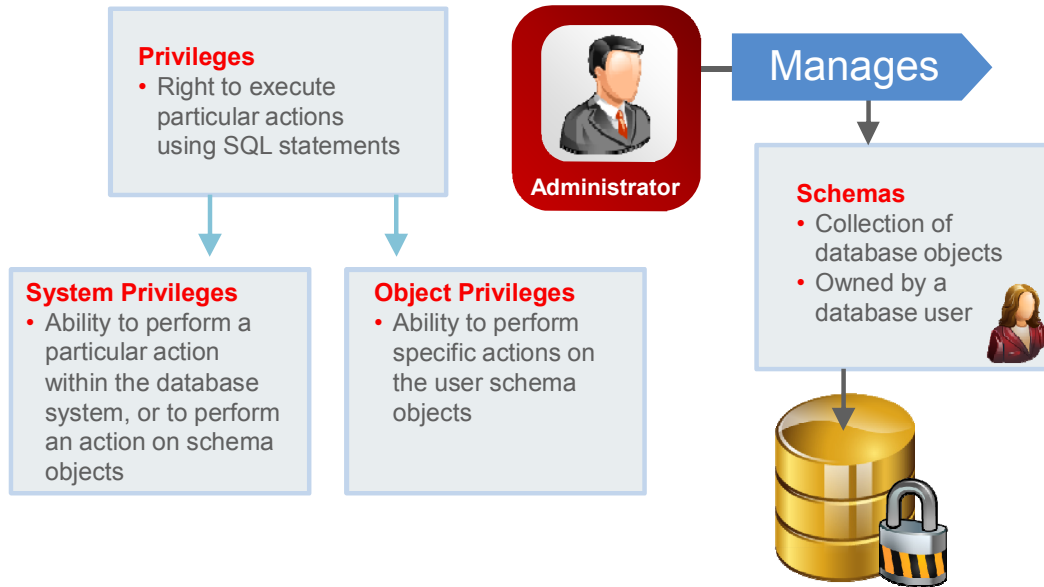 Privileges
• Right to execute
particular actions
using SQL statements
System Privileges
• Ability to perform a
particular action
within the database
system, or to perform
an action on schema
objects
Object Privileges
• Ability to perform
specific actions on
the user schema
objects
Administrator
Manages
Schemas
• Collection of
database objects
• Owned by a
database user